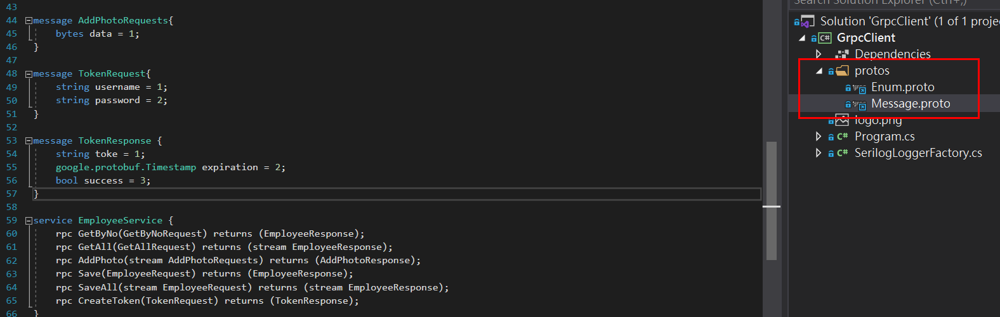 43
44 message AddPhotoRequests{
45 bytes data = 1;
46 }
47
48 message TokenRequest{
49 string username = 1;
50 string password = 2;
51 }
52
53 message TokenResponse {
54 string toke = 1;
55 google.protobuf.Timestamp expiration = 2;
56 bool success = 3;
57 }
58
59 service EmployeeService {
60 rpc GetByNo(GetByNoRequest) returns (EmployeeResponse);
61 rpc GetAll(GetAllRequest) returns (stream EmployeeResponse);
62 rpc AddPhoto(stream AddPhotoRequests) returns (AddPhotoResponse);
63 rpc Save(EmployeeRequest) returns (EmployeeResponse);
64 rpc SaveAll(stream EmployeeRequest) returns (stream EmployeeResponse);
65 rpc CreateToken(TokenRequest) returns (TokenResponse);
66 }
Search Solution Explorer (Ctrl+;)
Solution 'GrpcClient' (1 of 1 proje
C# GrpcClient
Dependencies
protos
Enum.proto
Message.proto
logo.png
C# Program.cs
C# SerilogLoggerFactory.cs